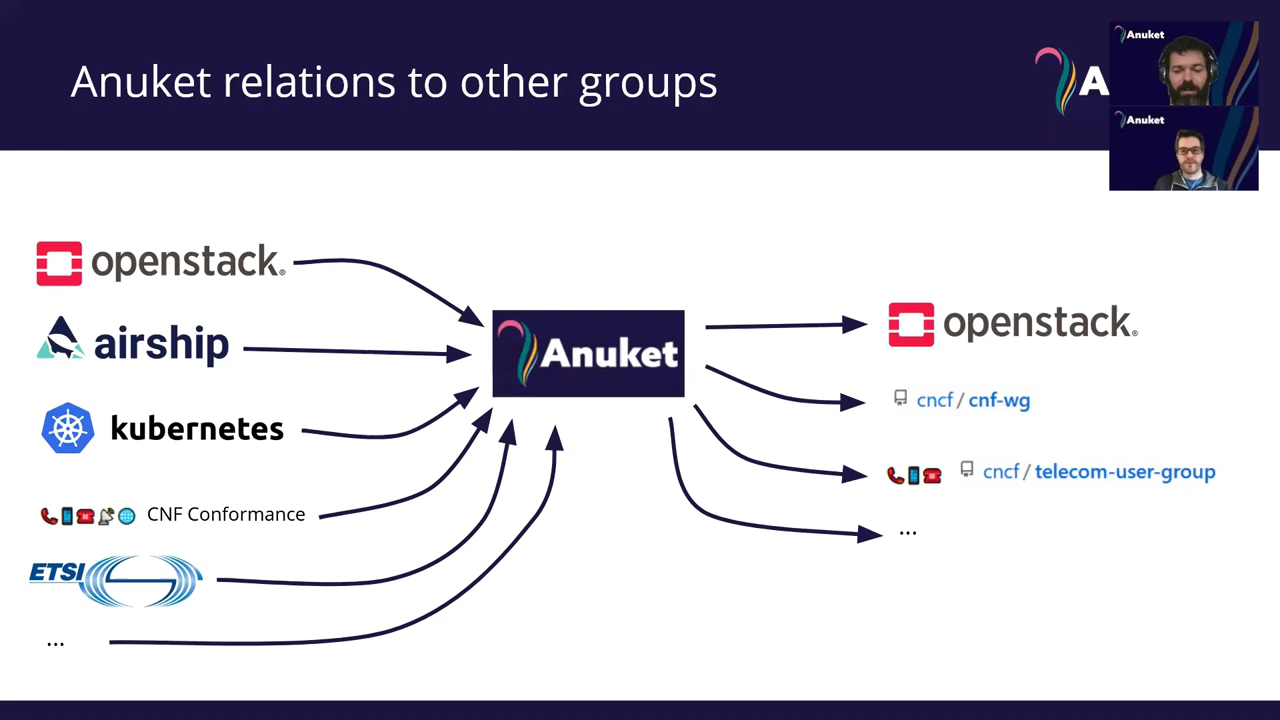 Anuket relations to other groups
A
Anuket
Anuket
openstack.®
airship
kubernetes
CNF Conformance
ETSI
...
Anuket
openstack.®
cncf / cnf-wg
cncf / telecom-user-group
...